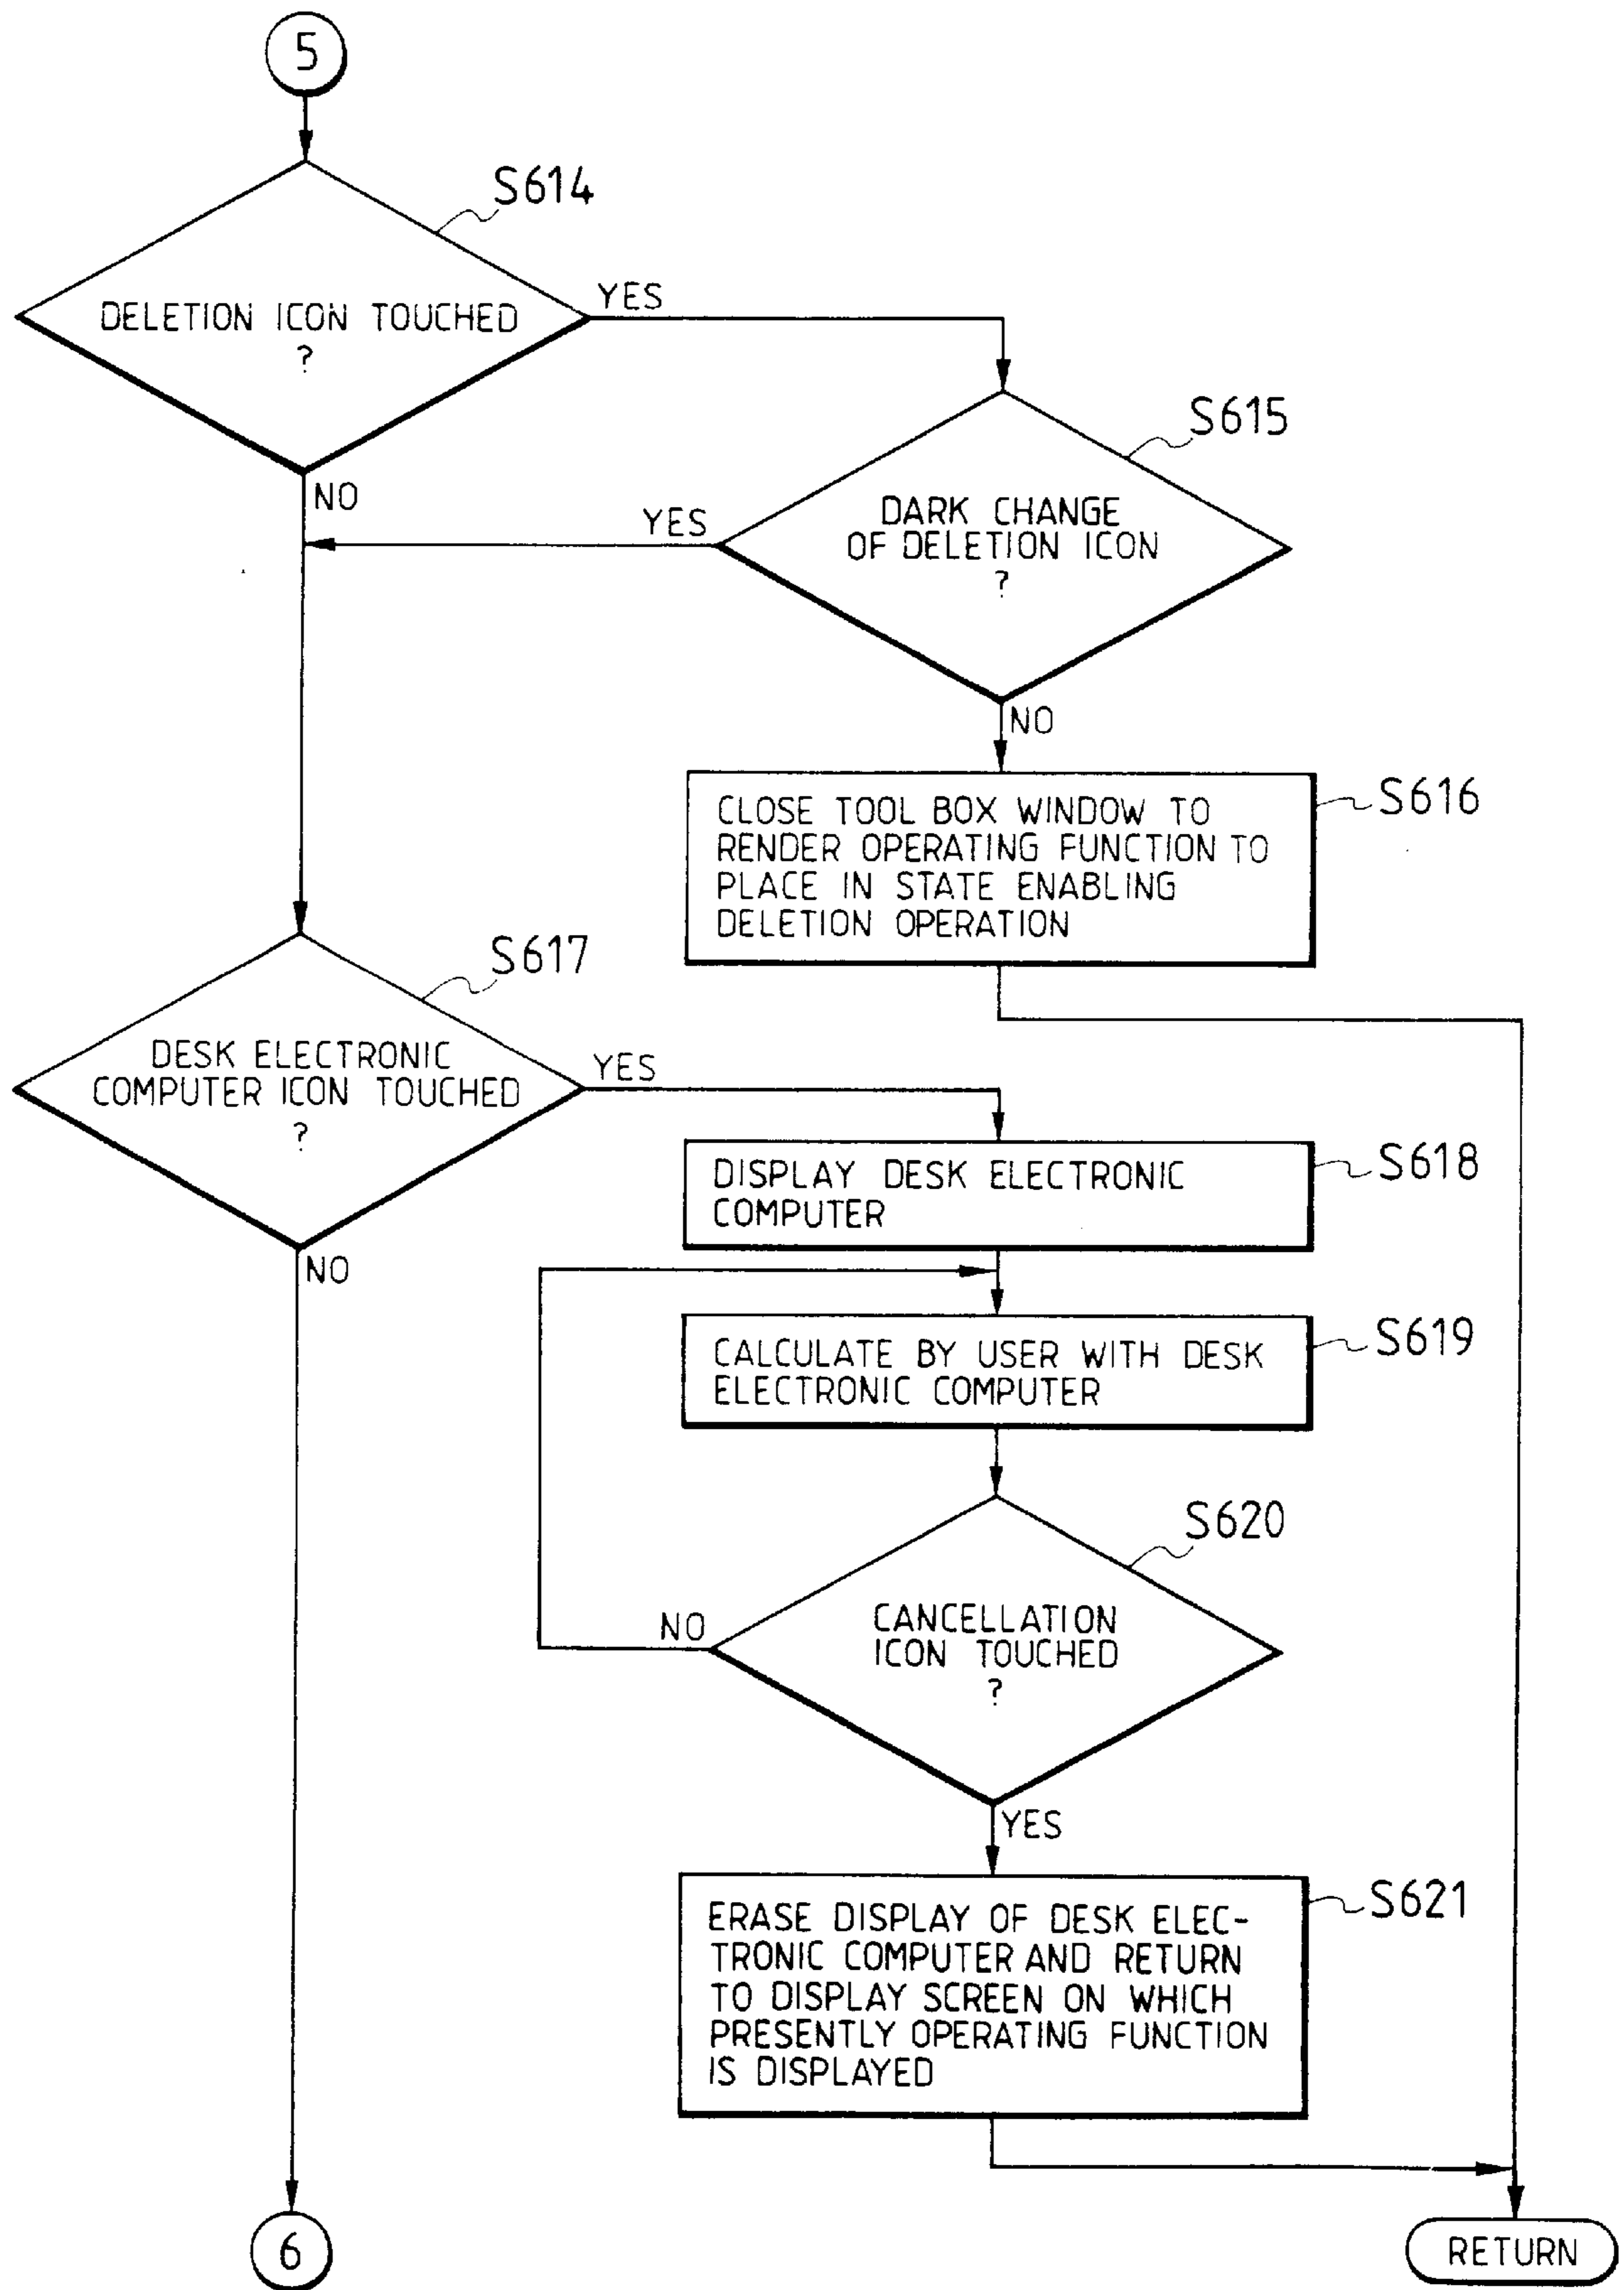 5
S614
DELETION ICON TOUCHED
?
YES
NO
S615
DARK CHANGE
OF DELETION ICON
?
YES
NO
S616
CLOSE TOOL BOX WINDOW TO
RENDER OPERATING FUNCTION TO
PLACE IN STATE ENABLING
DELETION OPERATION
S617
DESK ELECTRONIC
COMPUTER ICON TOUCHED
?
YES
NO
S618
DISPLAY DESK ELECTRONIC
COMPUTER
S619
CALCULATE BY USER WITH DESK
ELECTRONIC COMPUTER
S620
CANCELLATION
ICON TOUCHED
?
NO
YES
S621
ERASE DISPLAY OF DESK ELEC-
TRONIC COMPUTER AND RETURN
TO DISPLAY SCREEN ON WHICH
PRESENTLY OPERATING FUNCTION
IS DISPLAYED
6
RETURN